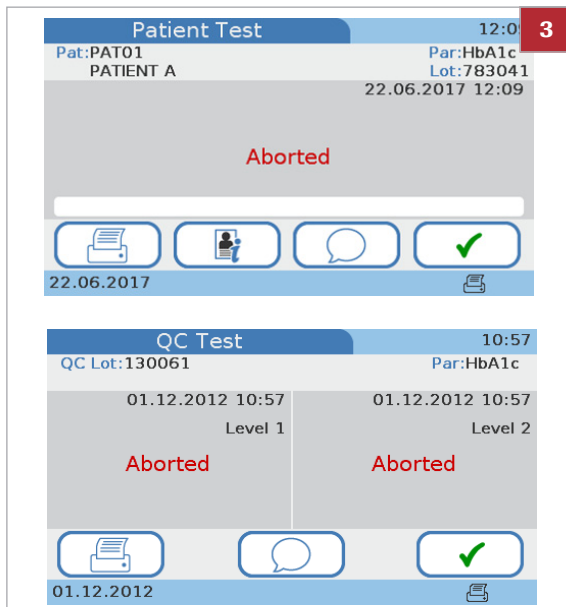 Patient Test 12:09
3
Pat:PAT01 Par:HbA1c
PATIENT A Lot:783041
22.06.2017 12:09
Aborted
22.06.2017
QC Test 10:57
QC Lot:130061 Par:HbA1c
01.12.2012 10:57 01.12.2012 10:57
Level 1 Level 2
Aborted Aborted
01.12.2012